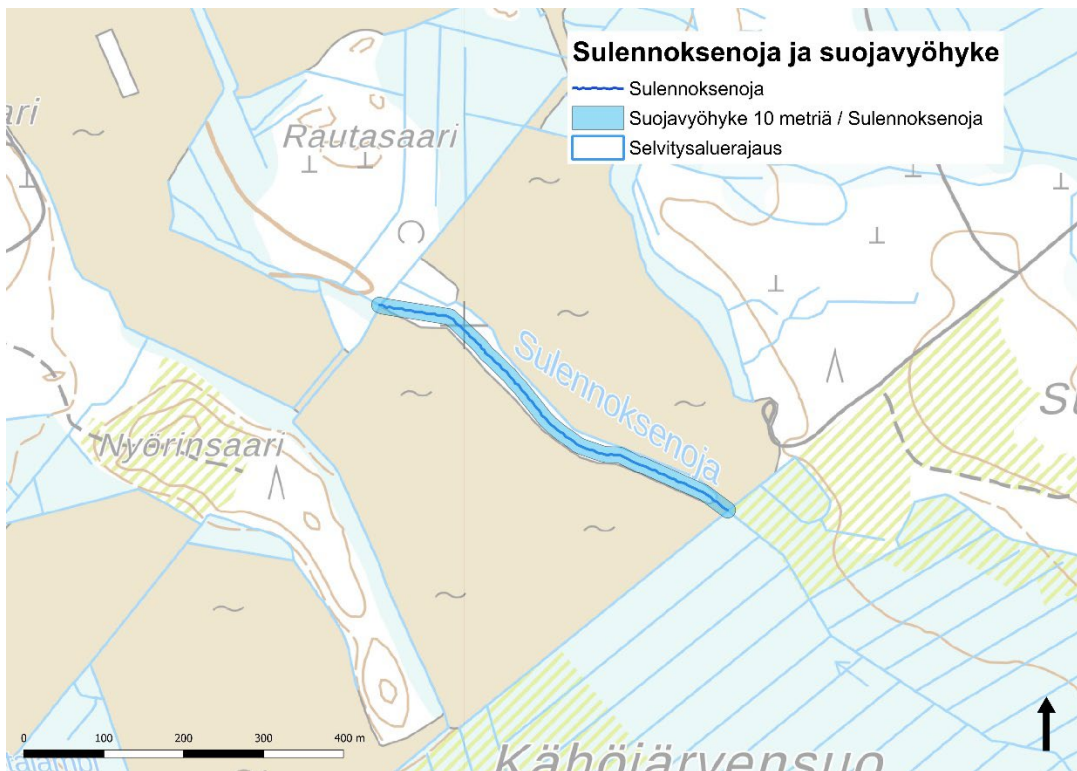 Sulennoksenoja ja suojavyöhyke
Sulennoksenoja
Suojavyöhyke 10 metriä / Sulennoksenoja
Selvitysaluerajaus
Rautasaari
Sulennoksenoja
Nyörinsaari
Kähöjärvensuo
0 100 200 300 400 m